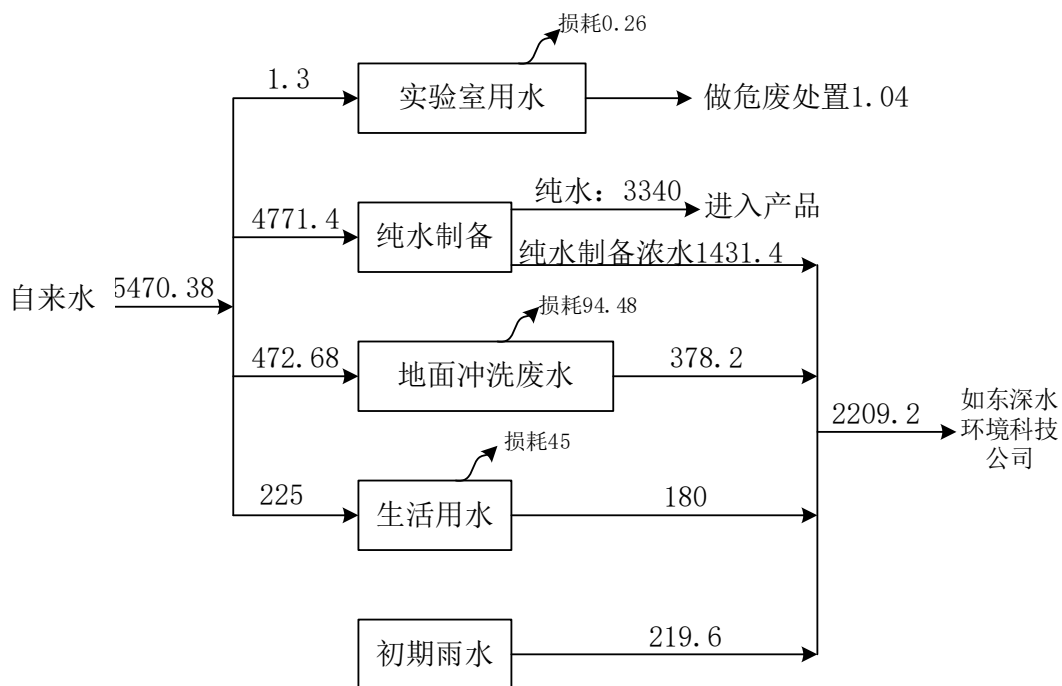 损耗0.26
1.3
实验室用水
做危废处置1.04
纯水：3340
进入产品
4771.4
纯水制备
纯水制备浓水1431.4
自来水
5470.38
损耗94.48
472.68
地面冲洗废水
378.2
2209.2
如东深水
环境科技
公司
损耗45
225
生活用水
180
初期雨水
219.6